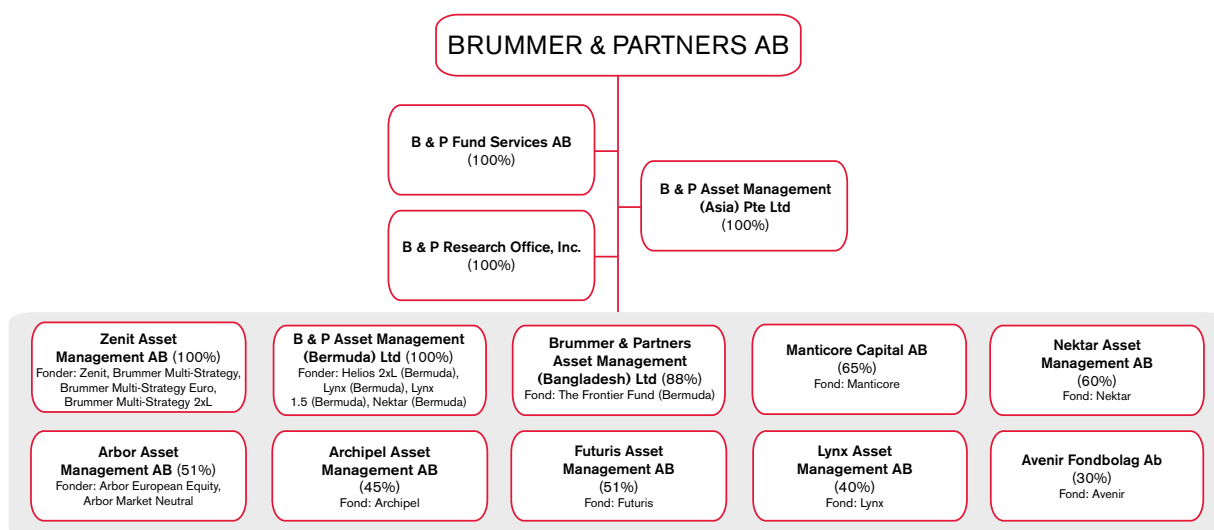 BRUMMER & PARTNERS AB
B & P Fund Services AB
(100%)
B & P Asset Management
(Asia) Pte Ltd
(100%)
B & P Research Office, Inc.
(100%)
Zenit Asset
Management AB (100%)
Fonder: Zenit, Brummer Multi-Strategy,
Brummer Multi-Strategy Euro,
Brummer Multi-Strategy 2xL
B & P Asset Management
(Bermuda) Ltd (100%)
Fonder: Helios 2xL (Bermuda),
Lynx (Bermuda), Lynx
1.5 (Bermuda), Nektar (Bermuda)
Brummer & Partners
Asset Management
(Bangladesh) Ltd (88%)
Fond: The Frontier Fund (Bermuda)
Manticore Capital AB
(65%)
Fond: Manticore
Nektar Asset
Management AB
(60%)
Fond: Nektar
Arbor Asset
Management AB (51%)
Fonder: Arbor European Equity,
Arbor Market Neutral
Archipel Asset
Management AB
(45%)
Fond: Archipel
Futuris Asset
Management AB
(51%)
Fond: Futuris
Lynx Asset
Management AB
(40%)
Fond: Lynx
Avenir Fondbolag Ab
(30%)
Fond: Avenir